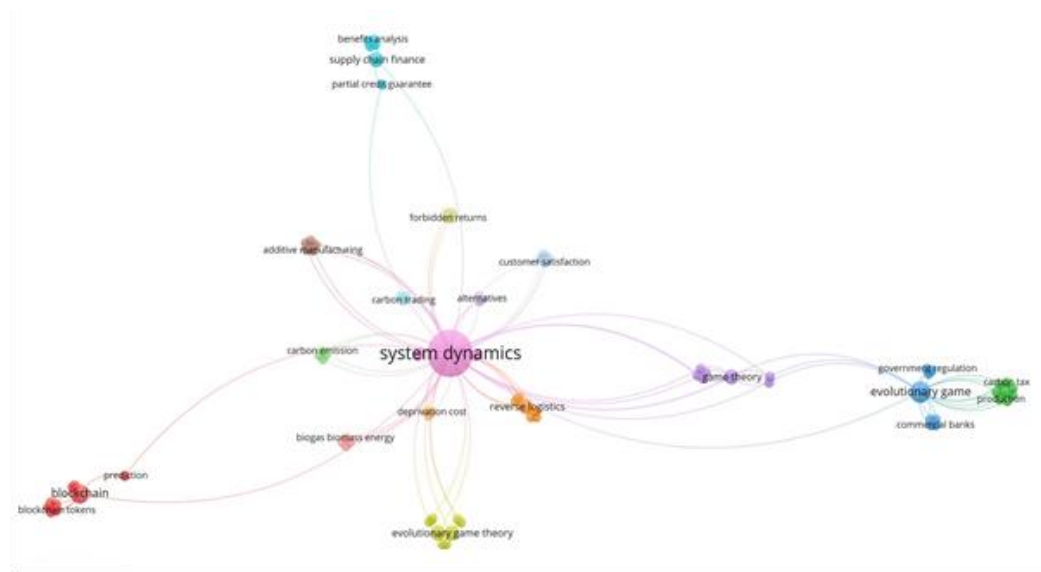 benefits analysis
supply chain finance
partial credit guarantee
forbidden returns
additive manufacturing
customer satisfaction
carbon trading
alternatives
carbon emission
system dynamics
government regulation
game theory
carbon tax
evolutionary game
production
deprivation cost
reverse logistics
commercial banks
biogas biomass energy
prediction
blockchain
blockchain tokens
evolutionary game theory